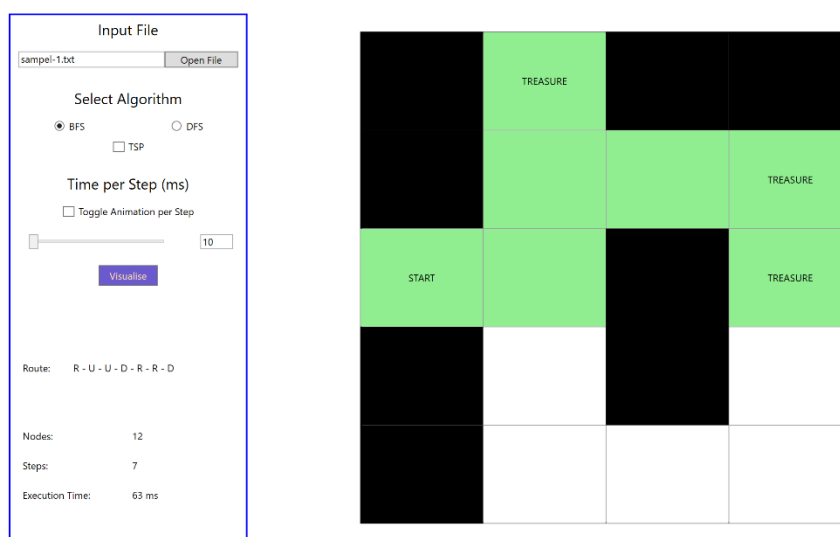 Input File
sampel-1.txt Open File
Select Algorithm
BFS DFS
TSP
Time per Step (ms)
Toggle Animation per Step
10
Visualise
Route: R - U - U - D - R - R - D
Nodes: 12
Steps: 7
Execution Time: 63 ms
TREASURE
TREASURE
START TREASURE